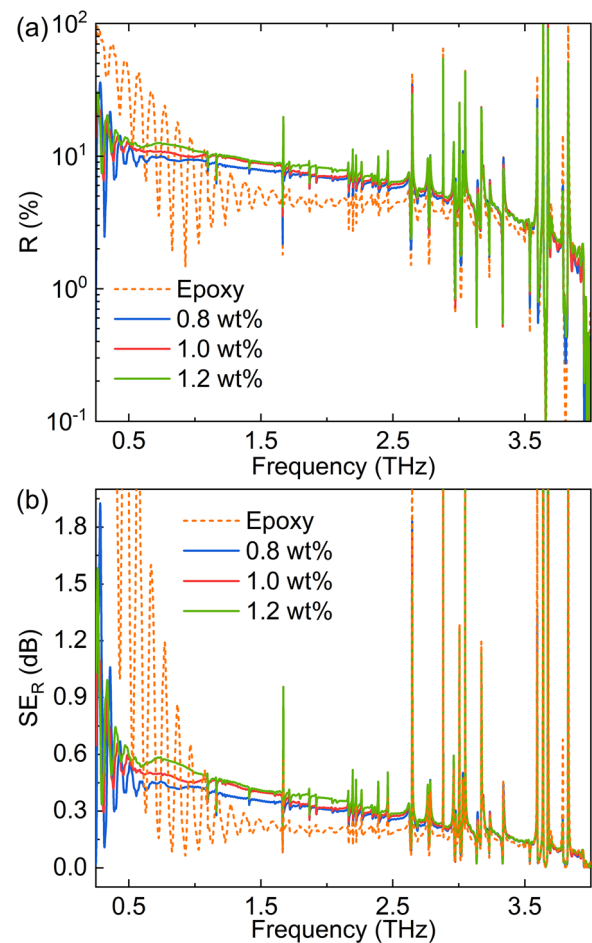 (a)
10²
10¹
10⁰
10⁻¹
R (%)
Epoxy
0.8 wt%
1.0 wt%
1.2 wt%
0.5 1.5 2.5 3.5
Frequency (THz)
(b)
1.8
1.5
1.2
0.9
0.6
0.3
0.0
SE_R (dB)
Epoxy
0.8 wt%
1.0 wt%
1.2 wt%
0.5 1.5 2.5 3.5
Frequency (THz)